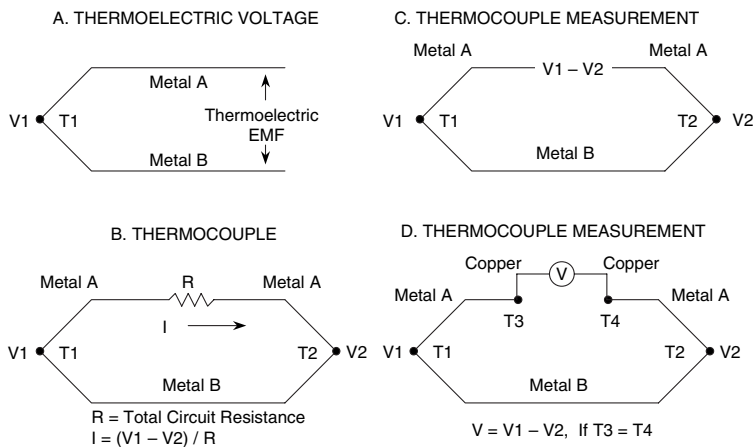 A. THERMOELECTRIC VOLTAGE
Metal A
V1 T1
Thermoelectric
EMF
Metal B
C. THERMOCOUPLE MEASUREMENT
Metal A Metal A
V1 – V2
V1 T1 T2 V2
Metal B
B. THERMOCOUPLE
Metal A R Metal A
I
V1 T1 T2 V2
Metal B
R = Total Circuit Resistance
I = (V1 – V2) / R
D. THERMOCOUPLE MEASUREMENT
Copper V Copper
Metal A Metal A
T3 T4
V1 T1 T2 V2
Metal B
V = V1 – V2, If T3 = T4